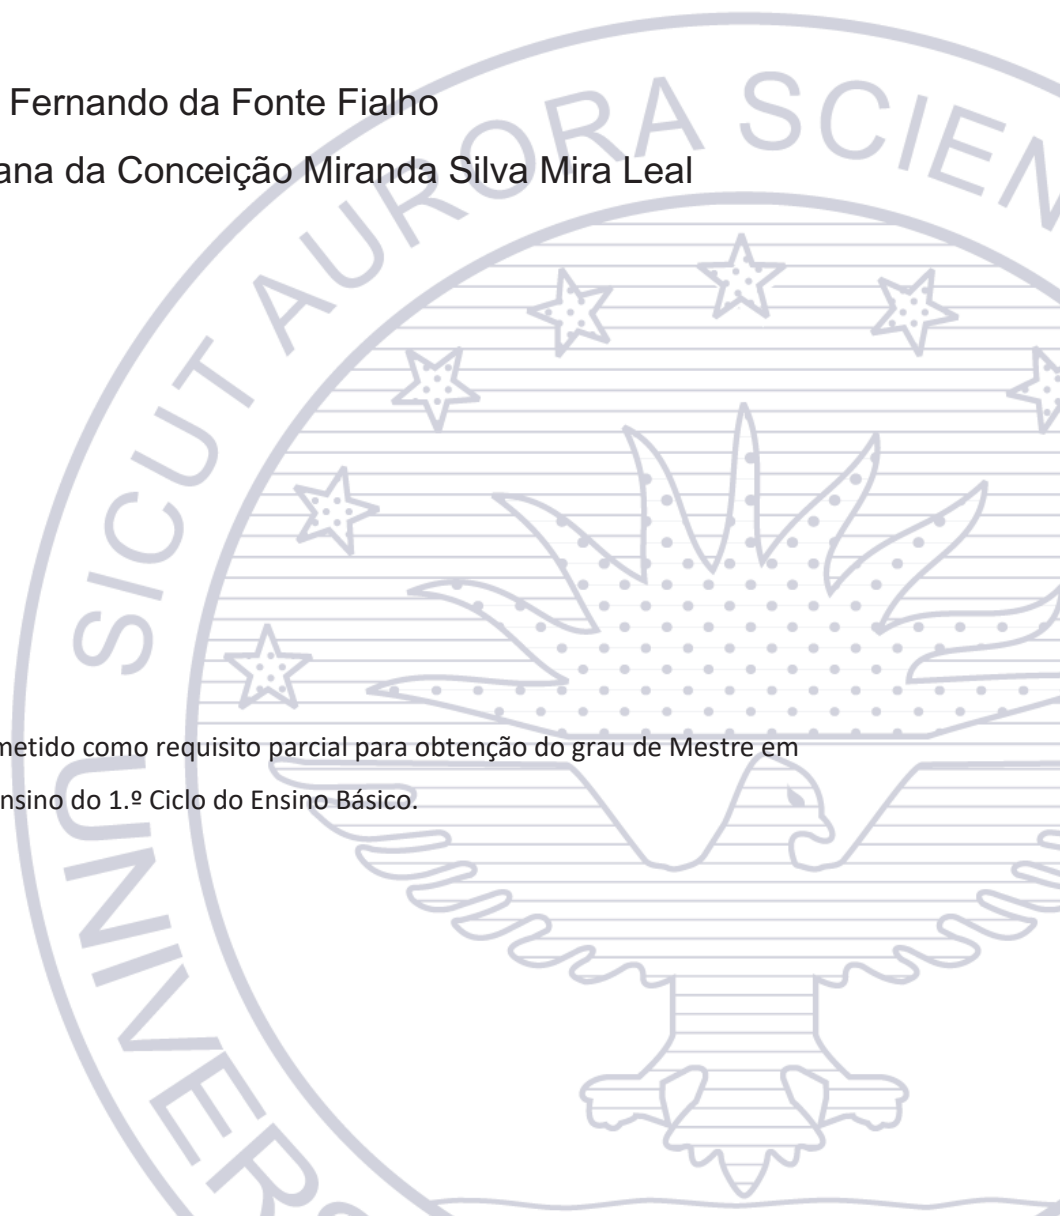 Fernando da Fonte Fialho
ana da Conceição Miranda Silva Mira Leal
SICUT AURORA SCIEN
metido como requisito parcial para obtenção do grau de Mestre em
nsino do 1.º Ciclo do Ensino Básico.
UNIVERS